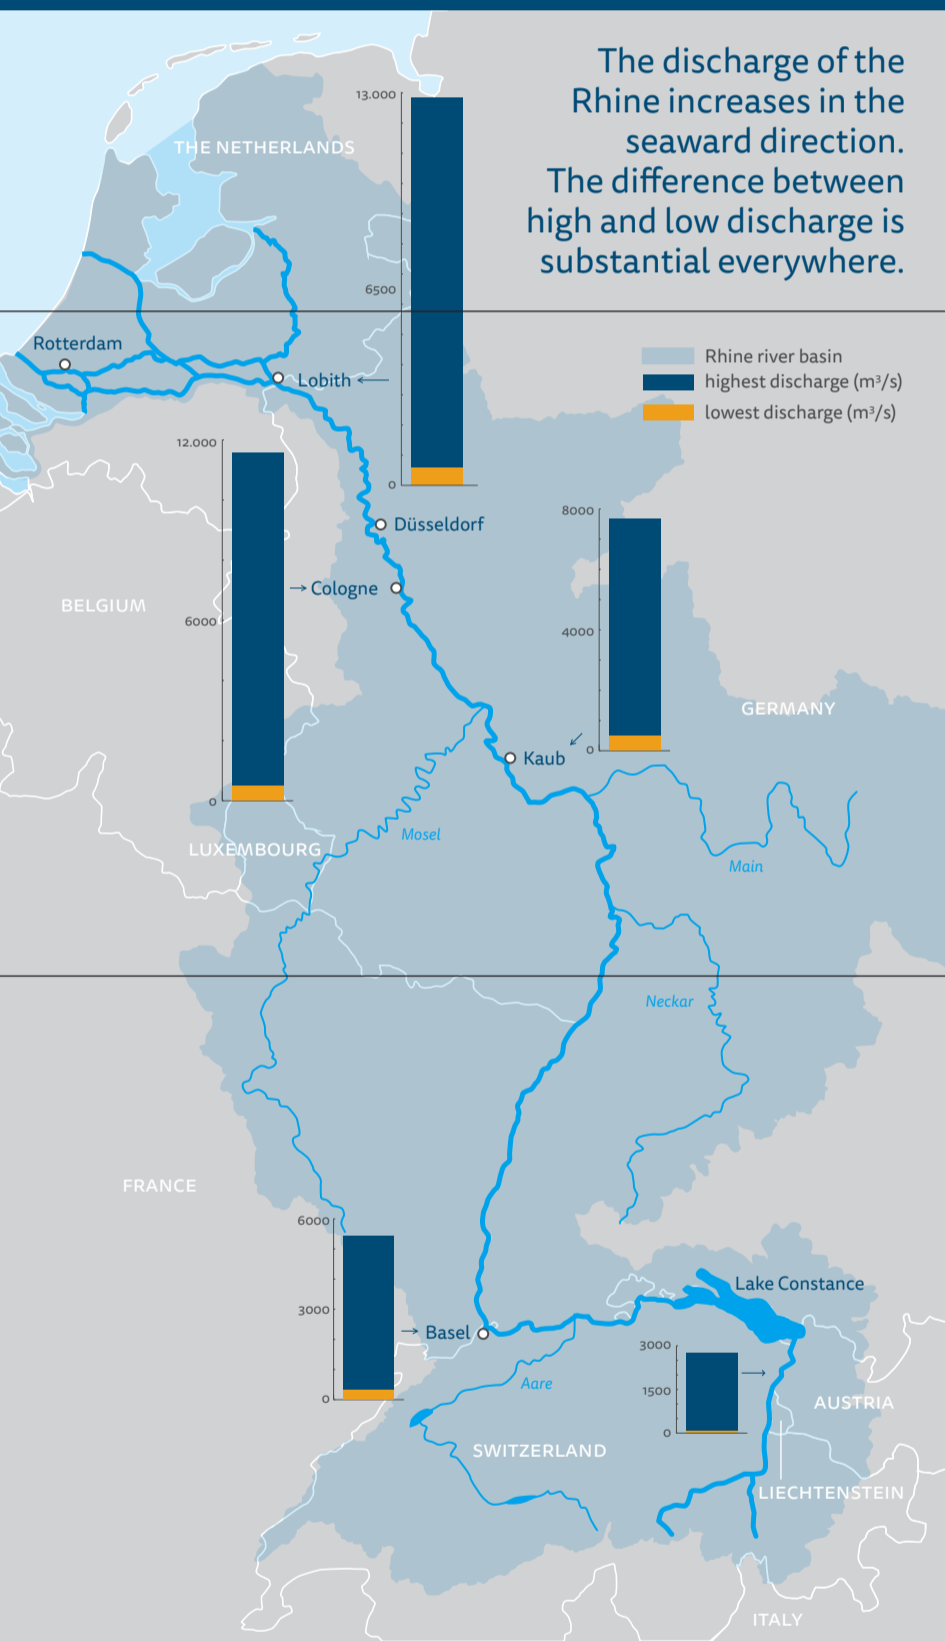 The discharge of the
Rhine increases in the
seaward direction.
The difference between
high and low discharge is
substantial everywhere.
13.000
THE NETHERLANDS
6500
Rotterdam
Rhine river basin
Lobith
highest discharge (m³/s)
lowest discharge (m³/s)
12.000
0
8000
Düsseldorf
Cologne
BELGIUM
6000
4000
GERMANY
Kaub
0
0
Mosel
LUXEMBOURG
Main
Neckar
FRANCE
6000
Lake Constance
3000
Basel
3000
Aare
1500
0
AUSTRIA
0
SWITZERLAND
LIECHTENSTEIN
ITALY